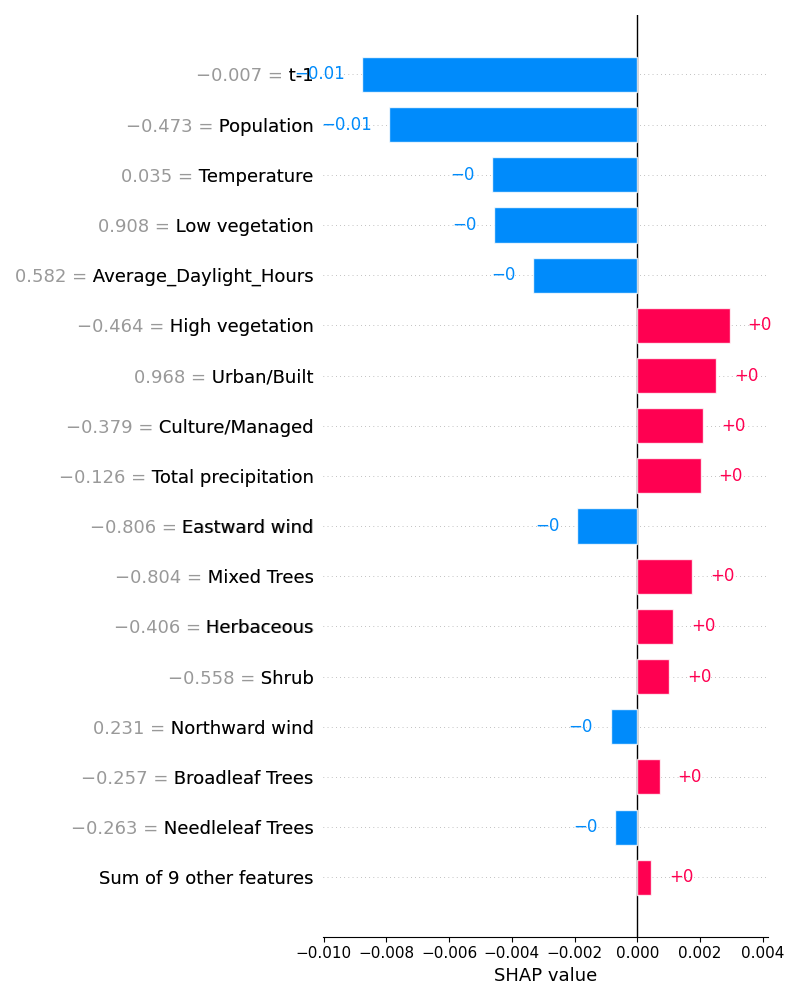 −0.007 = t-1 −0.01
−0.473 = Population −0.01
0.035 = Temperature −0
0.908 = Low vegetation −0
0.582 = Average_Daylight_Hours −0
−0.464 = High vegetation +0
0.968 = Urban/Built +0
−0.379 = Culture/Managed +0
−0.126 = Total precipitation +0
−0.806 = Eastward wind −0
−0.804 = Mixed Trees +0
−0.406 = Herbaceous +0
−0.558 = Shrub +0
0.231 = Northward wind −0
−0.257 = Broadleaf Trees +0
−0.263 = Needleleaf Trees −0
Sum of 9 other features +0
−0.010 −0.008 −0.006 −0.004 −0.002 0.000 0.002 0.004
SHAP value